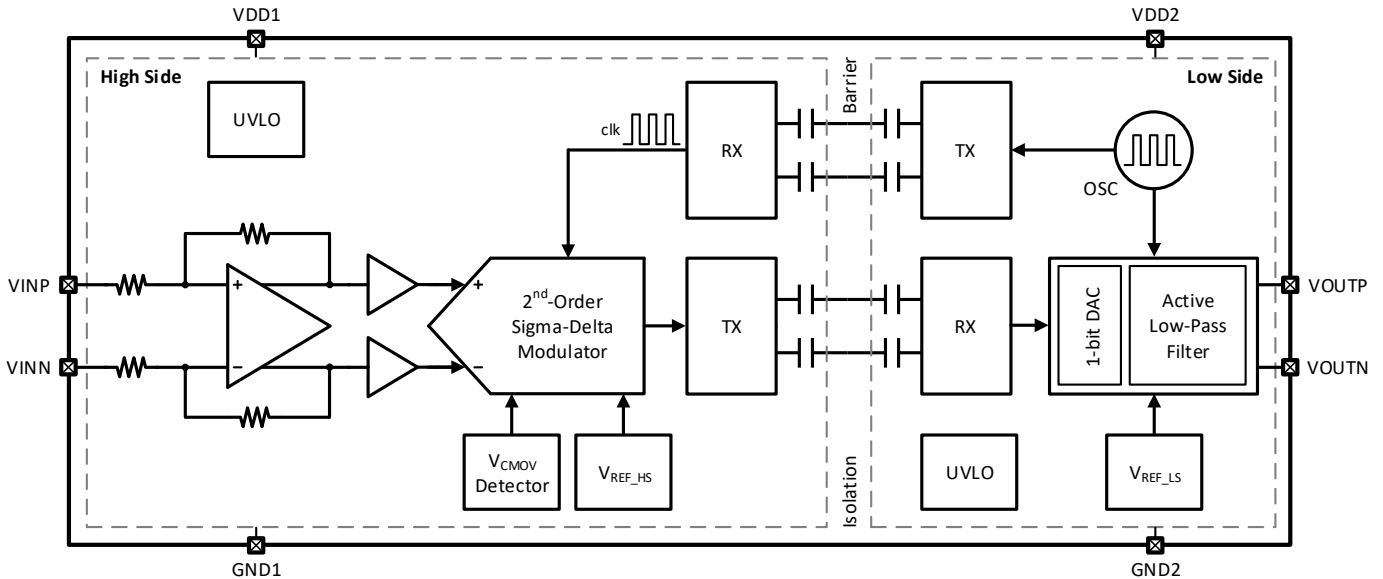 VDD1
VDD2
High Side
Barrier
Low Side
UVLO
clk
RX
TX
OSC
VINP
+
2nd-Order
Sigma-Delta
Modulator
+
TX
RX
1-bit DAC
Active
Low-Pass
Filter
VOUTP
VINN
−
−
VOUTN
VCMOV
Detector
VREF_HS
Isolation
UVLO
VREF_LS
GND1
GND2